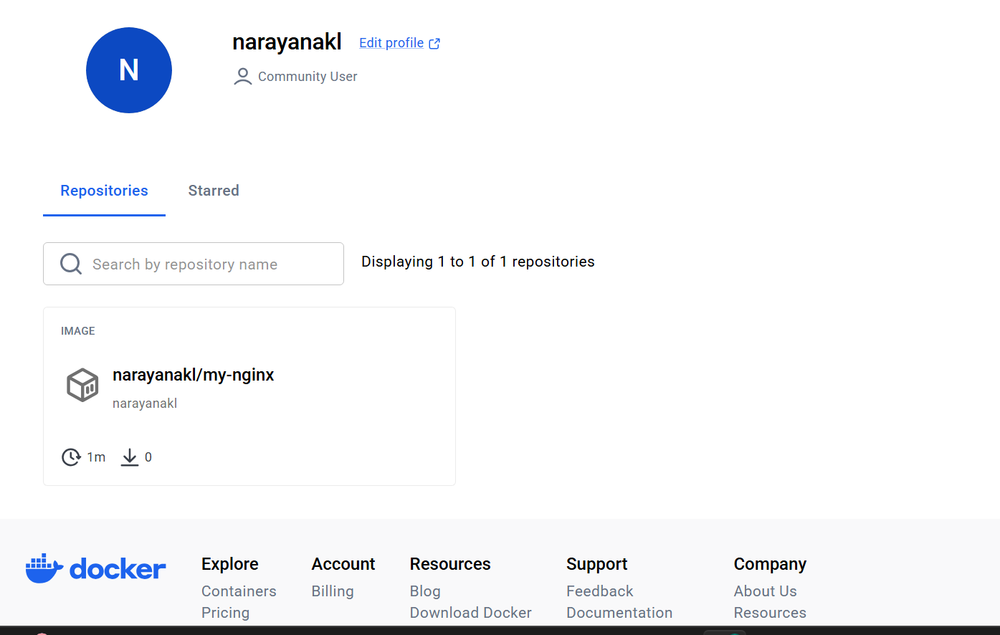 N
narayanakl Edit profile
Community User
Repositories Starred
Search by repository name
Displaying 1 to 1 of 1 repositories
IMAGE
narayanakl/my-nginx
narayanakl
1m 0
docker
Explore Account Resources Support Company
Containers Billing Blog Feedback About Us
Pricing Download Docker Documentation Resources